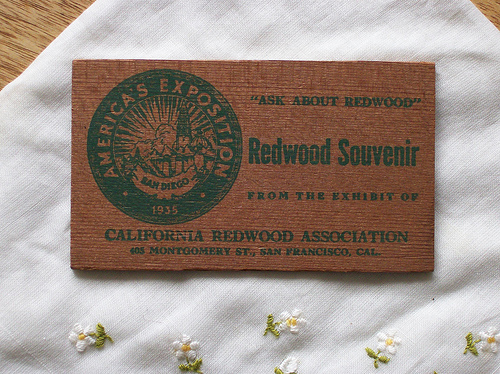 AMERICA'S EXPOSITION
SAN DIEGO
1935
"ASK ABOUT REDWOOD"
Redwood Souvenir
FROM THE EXHIBIT OF
CALIFORNIA REDWOOD ASSOCIATION
405 MONTGOMERY ST., SAN FRANCISCO, CAL.